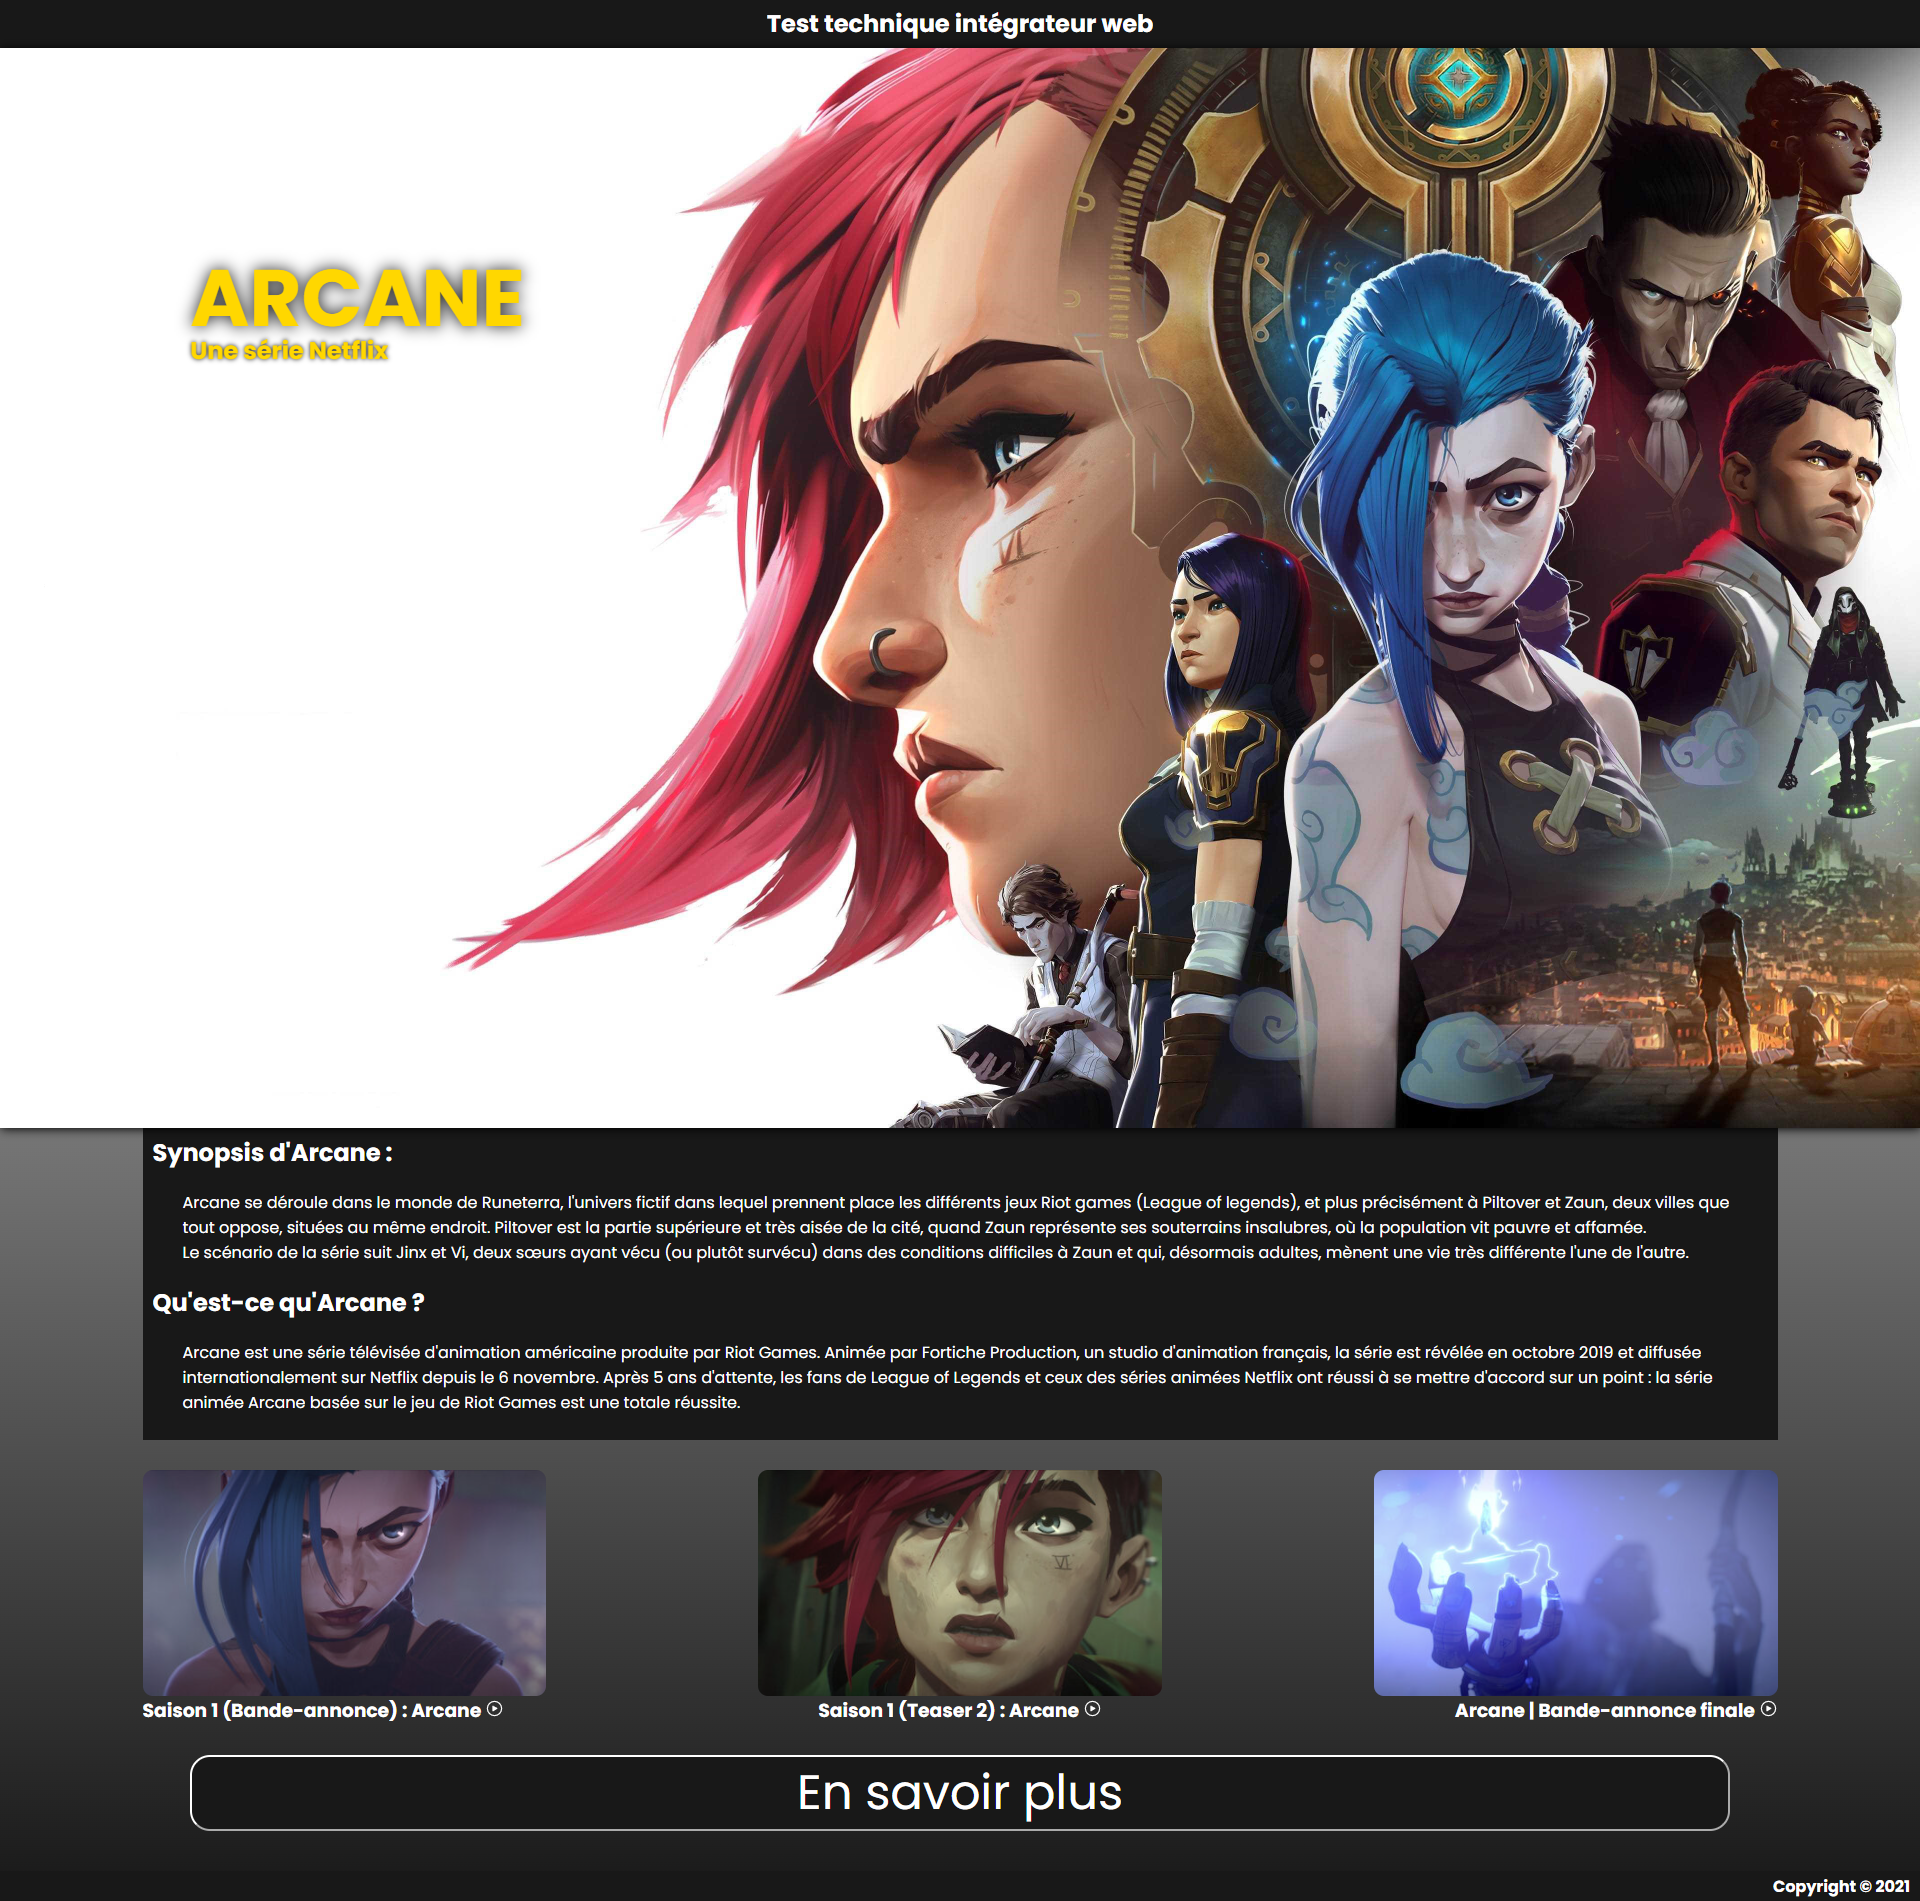 Test technique intégrateur web
ARCANE
Une série Netflix
VI
Synopsis d'Arcane :
Arcane se déroule dans le monde de Runeterra, l'univers fictif dans lequel prennent place les différents jeux Riot games (League of legends), et plus précisément à Piltover et Zaun, deux villes que
tout oppose, situées au même endroit. Piltover est la partie supérieure et très aisée de la cité, quand Zaun représente ses souterrains insalubres, où la population vit pauvre et affamée.
Le scénario de la série suit Jinx et Vi, deux sœurs ayant vécu (ou plutôt survécu) dans des conditions difficiles à Zaun et qui, désormais adultes, mènent une vie très différente l'une de l'autre.
Qu'est-ce qu'Arcane ?
Arcane est une série télévisée d'animation américaine produite par Riot Games. Animée par Fortiche Production, un studio d'animation français, la série est révélée en octobre 2019 et diffusée
internationalement sur Netflix depuis le 6 novembre. Après 5 ans d'attente, les fans de League of Legends et ceux des séries animées Netflix ont réussi à se mettre d'accord sur un point : la série
animée Arcane basée sur le jeu de Riot Games est une totale réussite.
VI
Saison 1 (Bande-annonce) : Arcane
Saison 1 (Teaser 2) : Arcane
Arcane | Bande-annonce finale
En savoir plus
Copyright © 2021